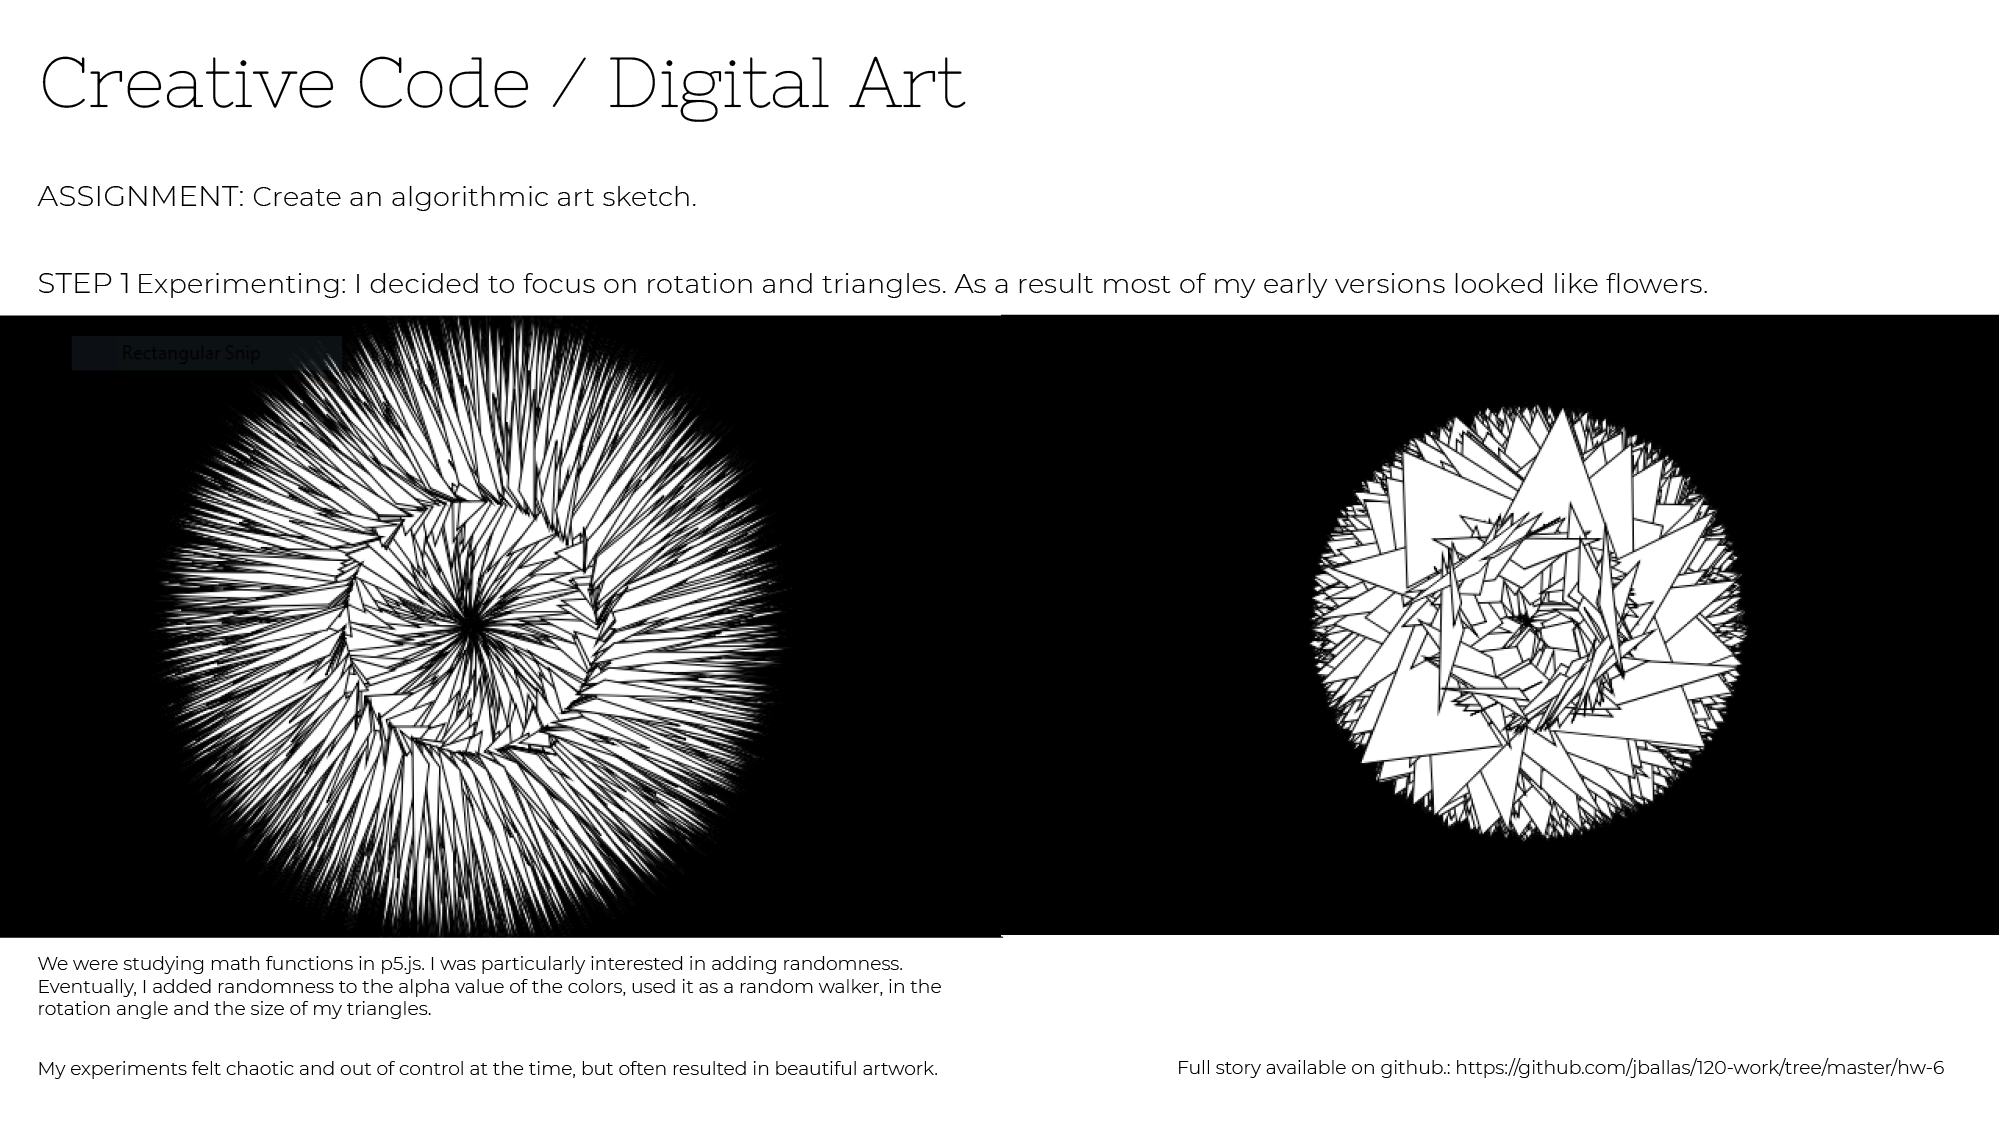 Creative Code / Digital Art
ASSIGNMENT: Create an algorithmic art sketch.
STEP 1 Experimenting: I decided to focus on rotation and triangles. As a result most of my early versions looked like flowers.
Rectangular Snip
We were studying math functions in p5.js. I was particularly interested in adding randomness.
Eventually, I added randomness to the alpha value of the colors, used it as a random walker, in the
rotation angle and the size of my triangles.
My experiments felt chaotic and out of control at the time, but often resulted in beautiful artwork.
Full story available on github.: https://github.com/jballas/120-work/tree/master/hw-6